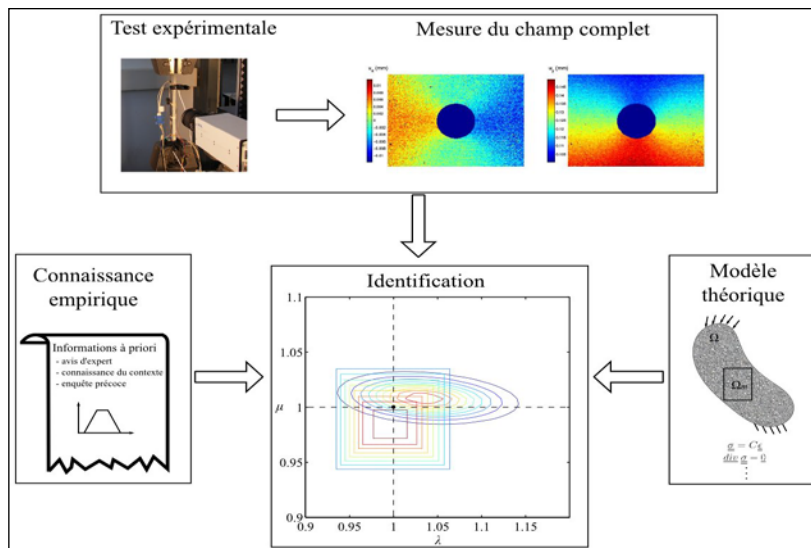 Test expérimentale
Mesure du champ complet
Connaissance
empirique
Informations à priori
- avis d'expert
- connaissance du contexte
- enquête précoce
Identification
1.1
1.05
μ 1
0.95
0.9
0.9 0.95 1 1.05 1.1 1.15
λ
Modèle
théorique
Ω
Ωm
σ = Cε
div σ = 0
⋮